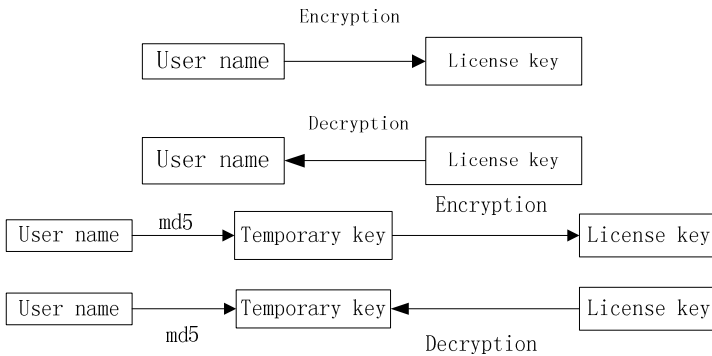 Encryption
User name
License key
Decryption
User name
License key
Encryption
md5
User name
Temporary key
License key
User name
Temporary key
License key
md5
Decryption